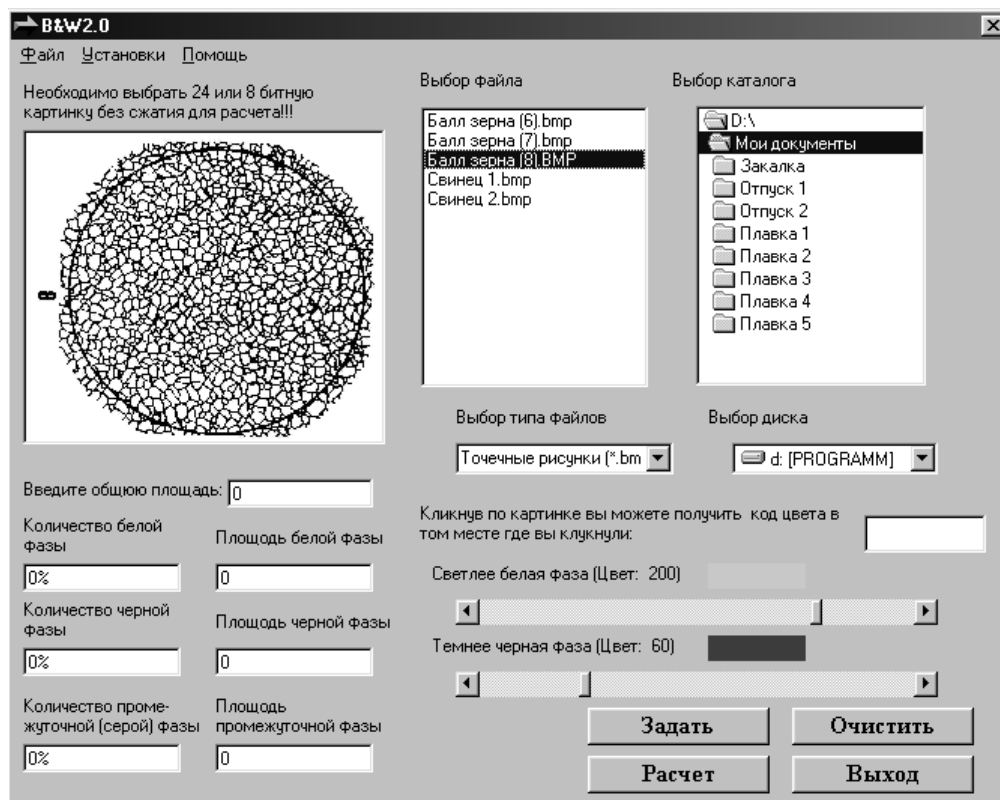 B&W2.0
Файл Установки Помощь
Необходимо выбрать 24 или 8 битную
картинку без сжатия для расчета!!!
8
Выбор файла
Балл зерна (6).bmp
Балл зерна (7).bmp
Балл зерна (8).BMP
Свинец 1.bmp
Свинец 2.bmp
Выбор каталога
D:\
Мои документы
Закалка
Отпуск 1
Отпуск 2
Плавка 1
Плавка 2
Плавка 3
Плавка 4
Плавка 5
Выбор типа файлов
Точечные рисунки (*.bm
Выбор диска
d: [PROGRAMM]
Введите общую площадь: 0
Количество белой
фазы
0%
Площодь белой фазы
0
Количество черной
фазы
0%
Площодь черной фазы
0
Количество проме-
жуточной (серой) фазы
0%
Площодь
промежуточной фазы
0
Кликнув по картинке вы можете получить код цвета в
том месте где вы клукнули:
Светлее белая фаза (Цвет: 200)
Темнее черная фаза (Цвет: 60)
Задать
Очистить
Расчет
Выход